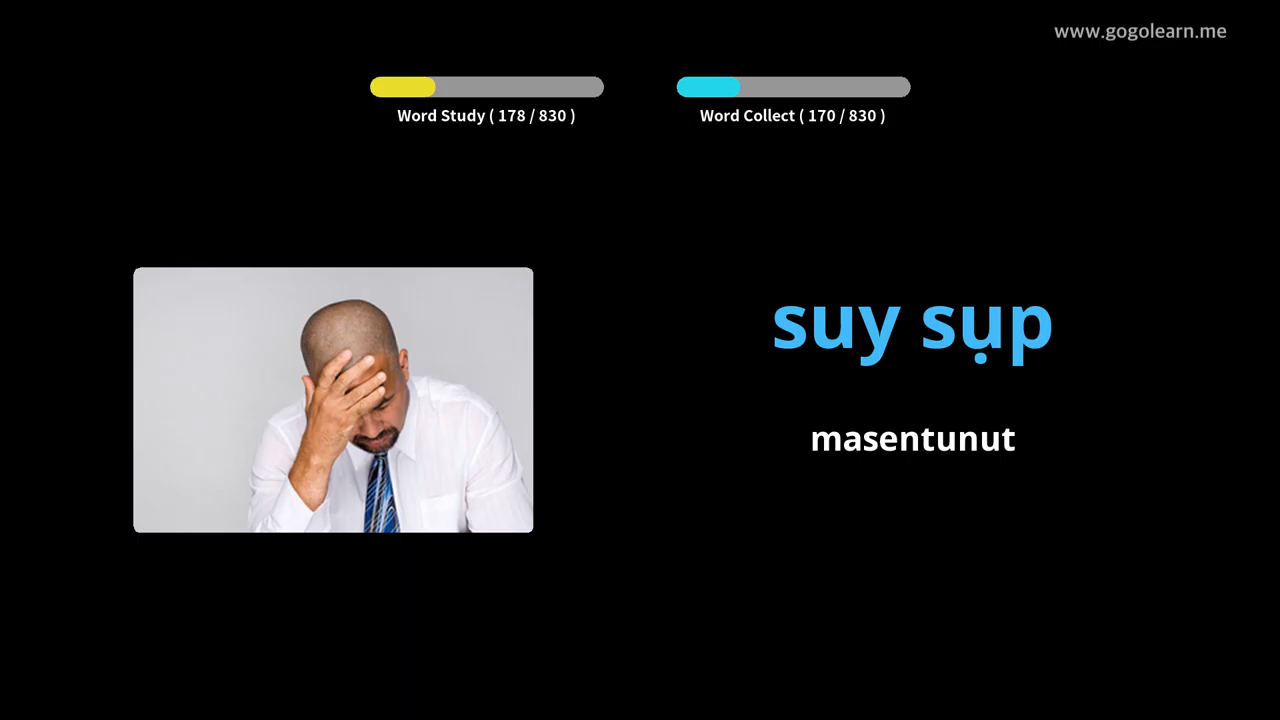 www.gogolearn.me
Word Study ( 178 / 830 )
Word Collect ( 170 / 830 )
suy sụp
masentunut